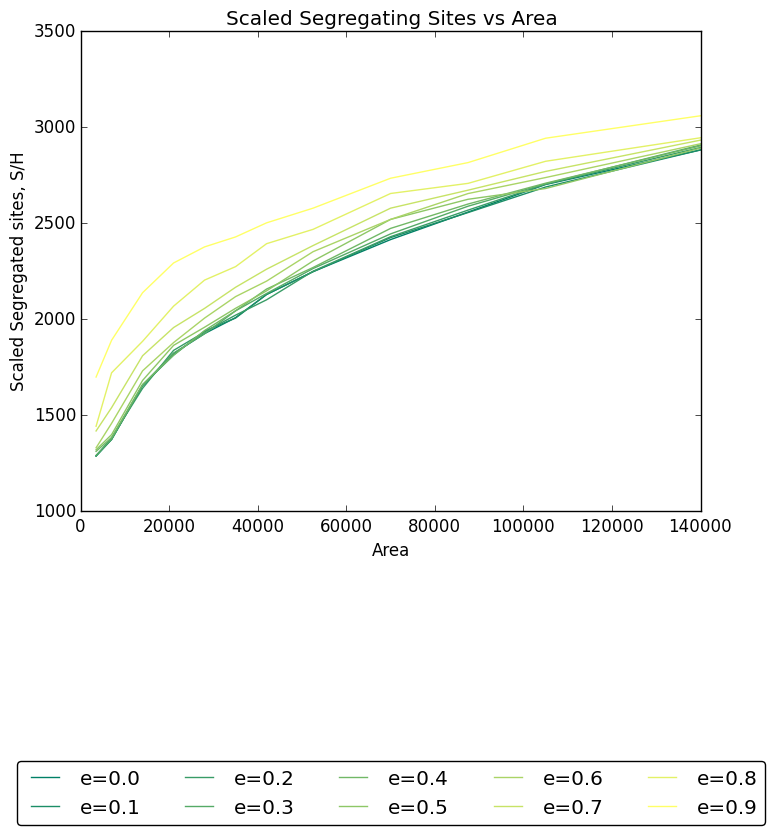 Scaled Segregating Sites vs Area
3500
3000
2500
2000
1500
1000
Scaled Segregated sites, S/H
0 20000 40000 60000 80000 100000 120000 140000
Area
e=0.0 e=0.2 e=0.4 e=0.6 e=0.8
e=0.1 e=0.3 e=0.5 e=0.7 e=0.9